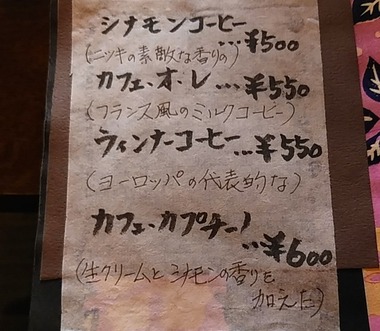 シナモンコーヒー
…¥500
(ニッキの素敵な香りの)
カフェ・オ・レ…¥550
(フランス風のミルクコーヒー)
ウィンナーコーヒー
…¥550
(ヨーロッパの代表的な)
カフェ・カプチーノ
…¥600
(生クリームとシナモンの香りを
加えた)